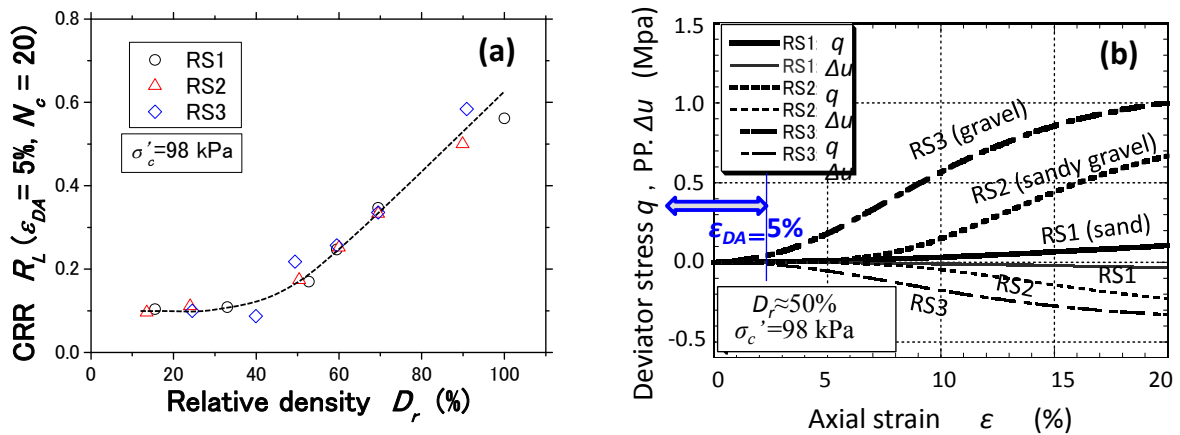 (a)
RS1
RS2
RS3
σ'c=98 kPa
CRR RL (εDA= 5%, Nc = 20)
0.8
0.6
0.4
0.2
0.0
0 20 40 60 80 100
Relative density Dr (%)
(b)
RS1: q
RS1: Δu
RS2: q
RS2: Δu
RS3: q
RS3: Δu
Deviator stress q , PP. Δu (Mpa)
1.5
1.0
0.5
0.0
-0.5
RS3 (gravel)
RS2 (sandy gravel)
RS1 (sand)
RS1
RS2
RS3
εDA=5%
Dr≈50%
σc'=98 kPa
0 5 10 15 20
Axial strain ε (%)